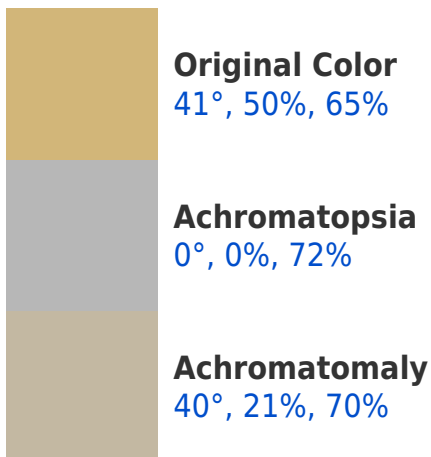 Original Color
41°, 50%, 65%
Achromatopsia
0°, 0%, 72%
Achromatomaly
40°, 21%, 70%